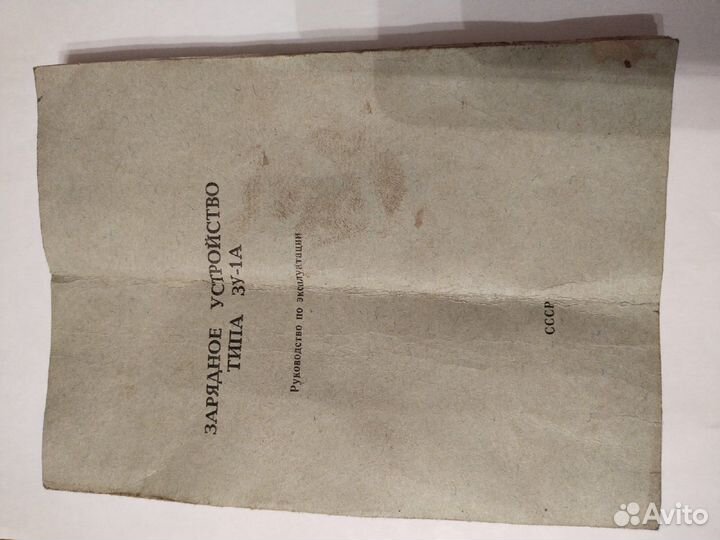 ЗАРЯДНОЕ УСТРОЙСТВО
ТИПА ЗУ-1А
Руководство по эксплуатации
СССР
Avito